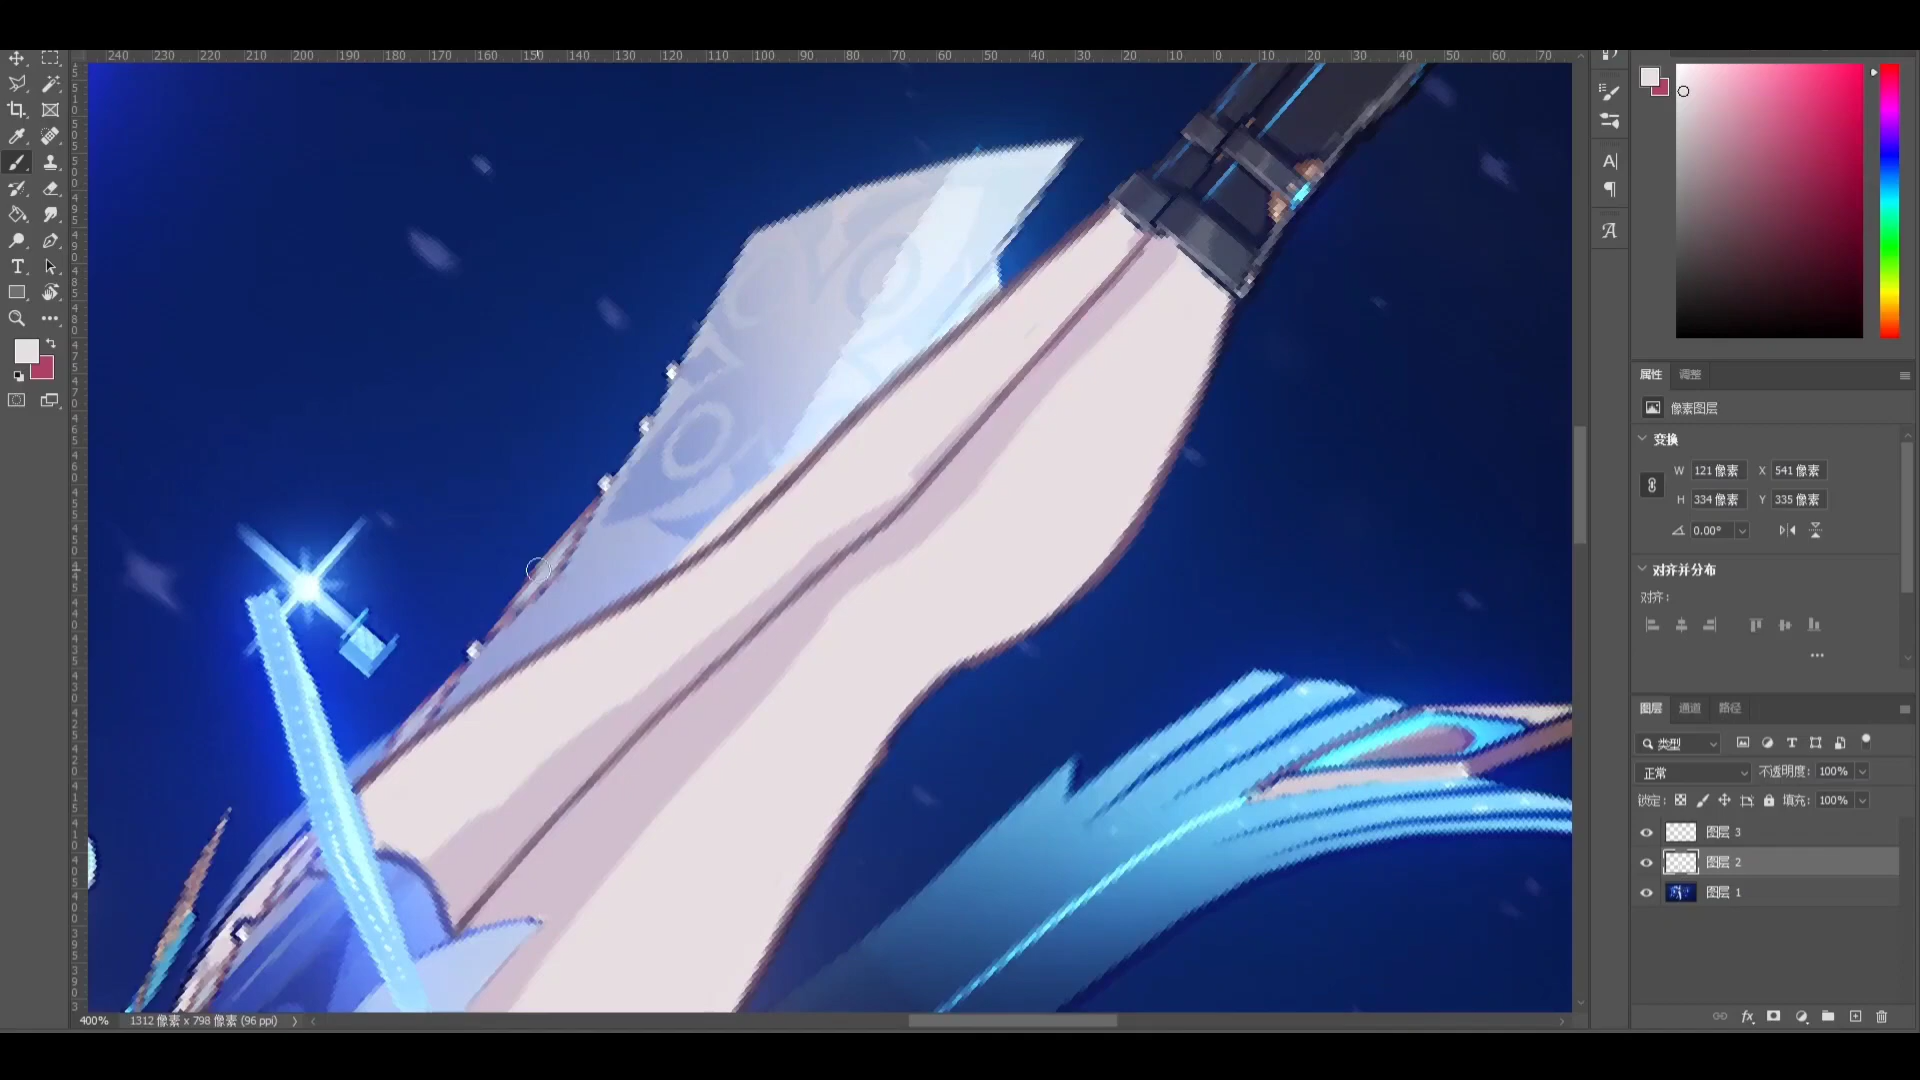 240 230 220 210 200 190 180 170 160 150 140 130 120 110 100 90 80 70 60 50 40 30 20 10 0 10 20 30 40 50 60 70
属性 调整
像素图层
变换
W 121 像素 X 541 像素
H 334 像素 Y 335 像素
0.00°
对齐并分布
对齐:
图层 通道 路径
类型
正常 不透明度: 100%
锁定: 填充: 100%
图层 3
图层 2
图层 1
400% 1312 像素 x 798 像素 (96 ppi)